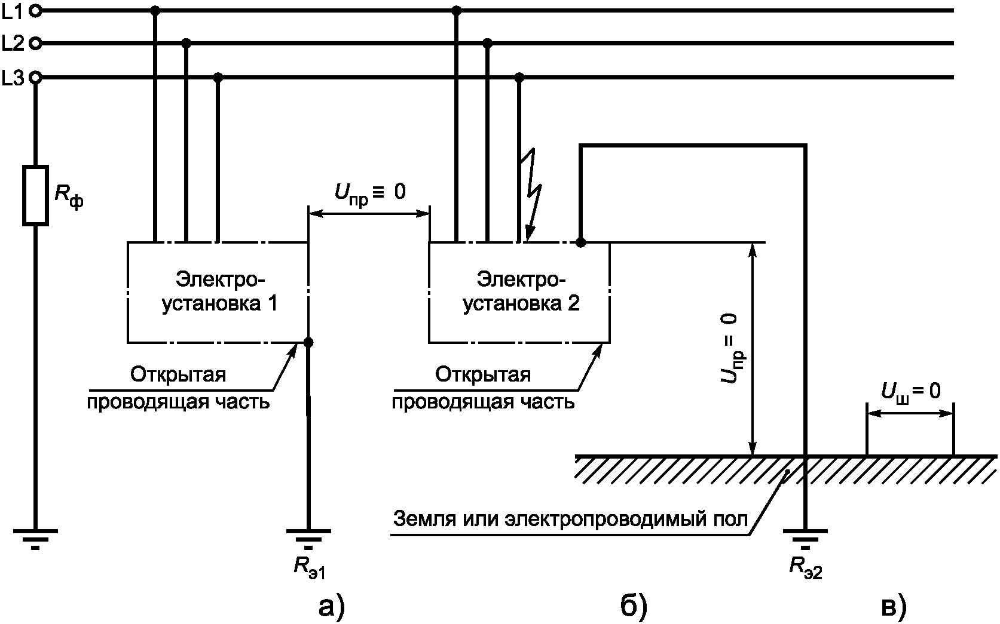 L1
L2
L3
Rф
Uпр ≡ 0
Электро-
установка 1
Электро-
установка 2
Uпр = 0
Открытая
проводящая часть
Открытая
проводящая часть
Uш = 0
Земля или электропроводимый пол
Rэ1
Rэ2
а)
б)
в)